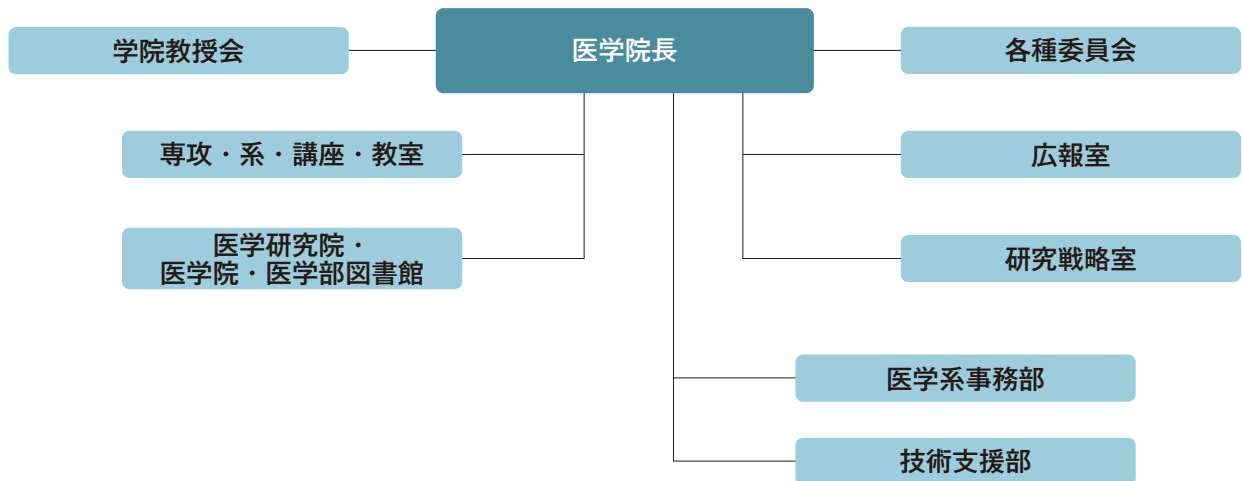 学院教授会
医学院長
各種委員会
専攻・系・講座・教室
広報室
医学研究院・
医学院・医学部図書館
研究戦略室
医学系事務部
技術支援部